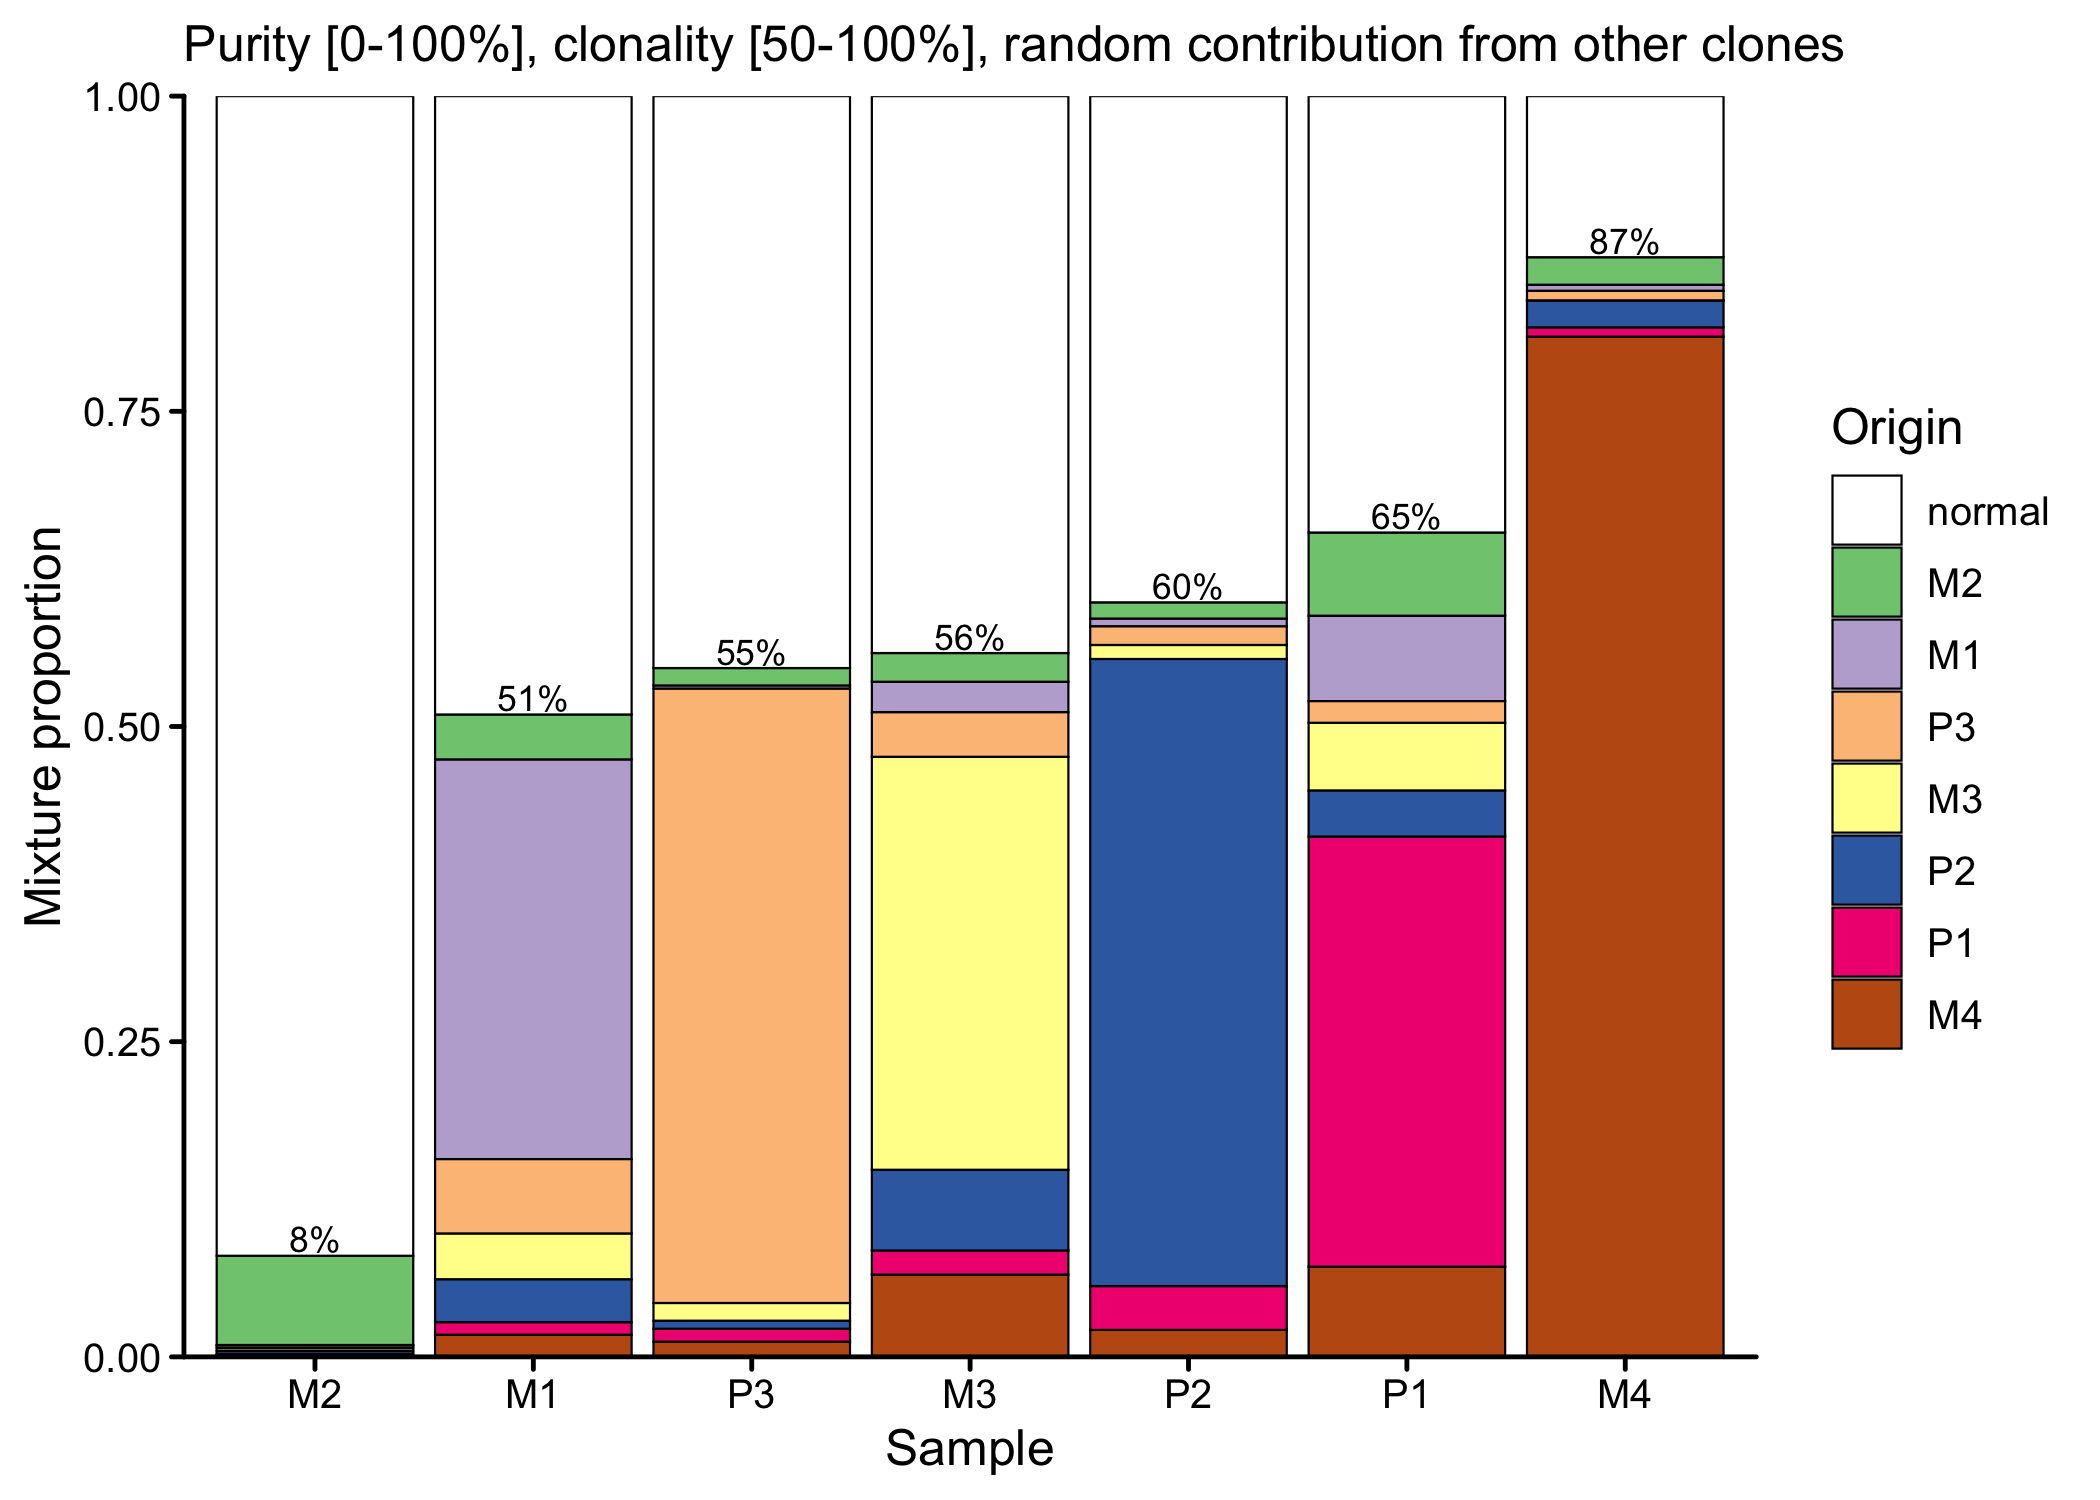 Purity [0-100%], clonality [50-100%], random contribution from other clones
Mixture proportion
1.00
0.75
0.50
0.25
0.00
8%
51%
55%
56%
60%
65%
87%
M2
M1
P3
M3
P2
P1
M4
Sample
Origin
normal
M2
M1
P3
M3
P2
P1
M4